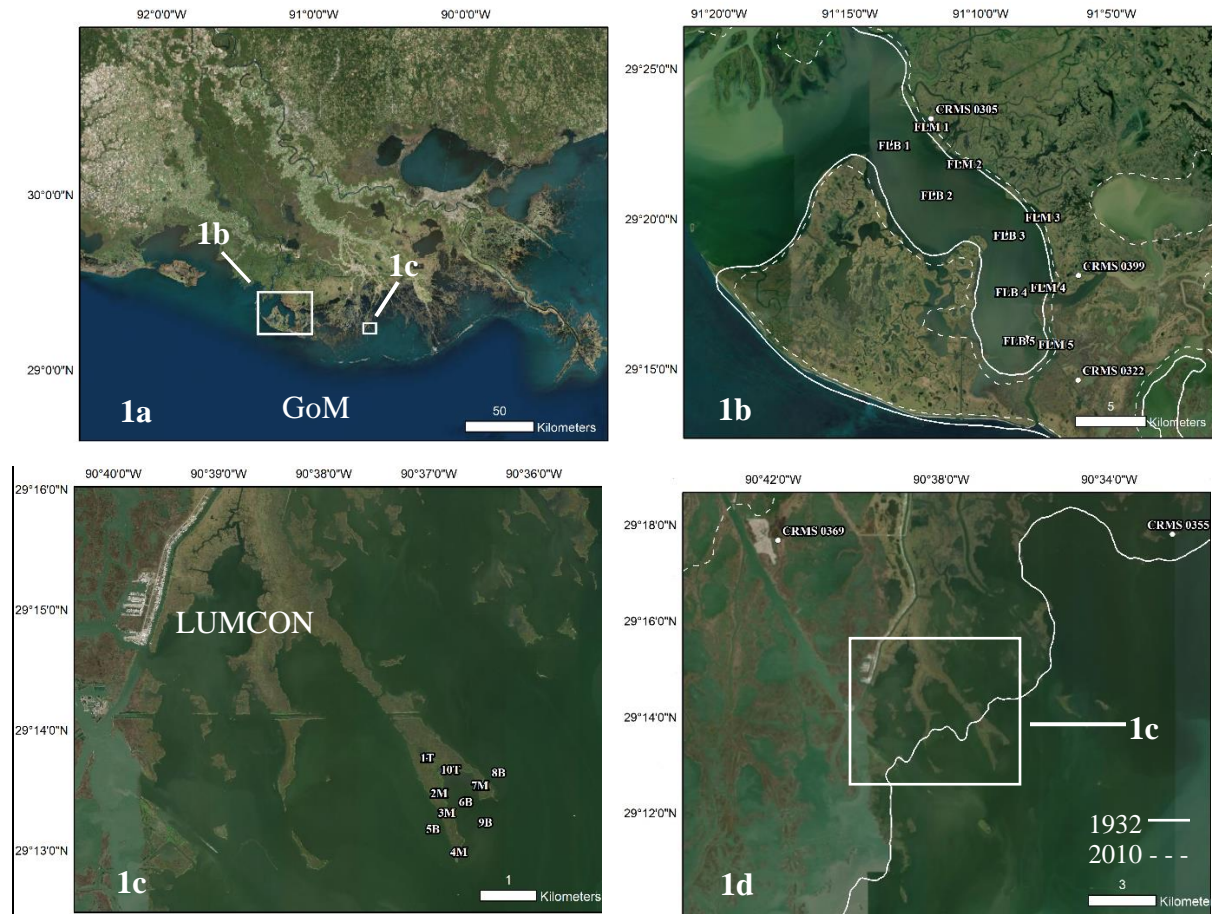 92°0'0"W 91°0'0"W 90°0'0"W
30°0'0"N
29°0'0"N
1b
1c
GoM
1a
50
Kilometers
91°20'0"W 91°15'0"W 91°10'0"W 91°5'0"W
29°25'0"N
29°20'0"N
29°15'0"N
CRMS 0305
FLM 1
FLB 1
FLM 2
FLB 2
FLM 3
FLB 3
CRMS 0399
FLM 4
FLB 4
FLB 5
FLM 5
CRMS 0322
1b
5
Kilometers
90°40'0"W 90°39'0"W 90°38'0"W 90°37'0"W 90°36'0"W
29°16'0"N
29°15'0"N
29°14'0"N
29°13'0"N
LUMCON
1T
10T
8B
7M
2M
6B
3M
9B
5B
4M
1c
1
Kilometers
90°42'0"W 90°38'0"W 90°34'0"W
29°18'0"N
29°16'0"N
29°14'0"N
29°12'0"N
CRMS 0369
CRMS 0355
1c
1932
2010
1d
3
Kilometers